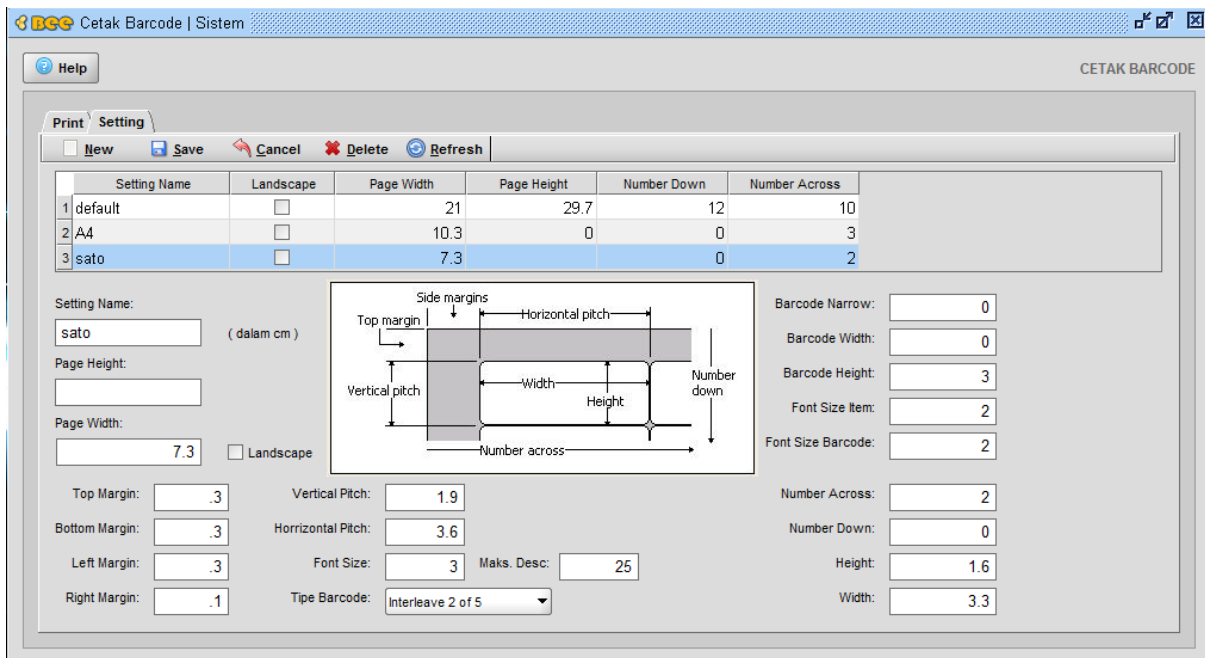 BEE Cetak Barcode | Sistem
Help
CETAK BARCODE
Print Setting
New Save Cancel Delete Refresh
Setting Name Landscape Page Width Page Height Number Down Number Across
1 default 21 29.7 12 10
2 A4 10.3 0 0 3
3 sato 7.3 0 2
Setting Name:
sato
( dalam cm )
Page Height:
Page Width:
7.3
Landscape
Side margins
Top margin
Horizontal pitch
Vertical pitch
Width
Height
Number
down
Number across
Barcode Narrow: 0
Barcode Width: 0
Barcode Height: 3
Font Size Item: 2
Font Size Barcode: 2
Top Margin: .3 Vertical Pitch: 1.9 Number Across: 2
Bottom Margin: .3 Horrizontal Pitch: 3.6 Number Down: 0
Left Margin: .3 Font Size: 3 Maks. Desc: 25 Height: 1.6
Right Margin: .1 Tipe Barcode: Interleave 2 of 5 Width: 3.3